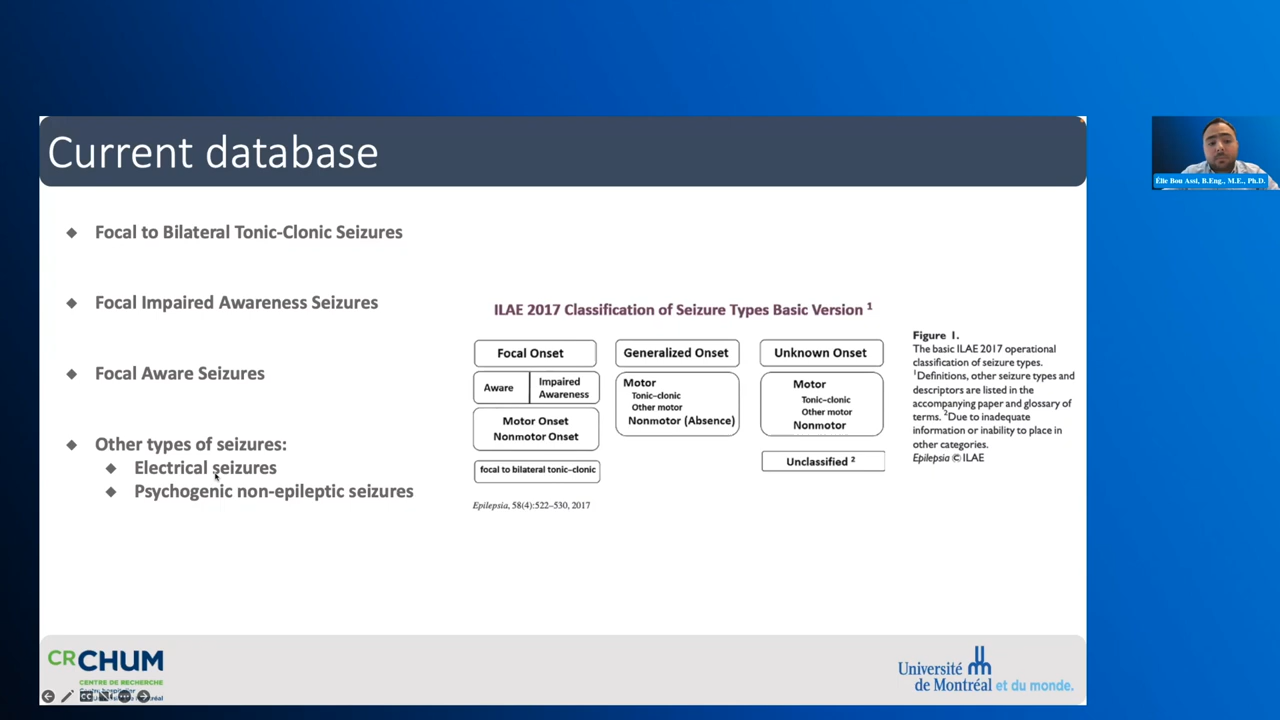 Current database
Focal to Bilateral Tonic-Clonic Seizures
Focal Impaired Awareness Seizures
Focal Aware Seizures
Other types of seizures:
Electrical seizures
Psychogenic non-epileptic seizures
ILAE 2017 Classification of Seizure Types Basic Version 1
Focal Onset
Aware
Impaired
Awareness
Motor Onset
Nonmotor Onset
focal to bilateral tonic–clonic
Generalized Onset
Motor
Tonic–clonic
Other motor
Nonmotor (Absence)
Unknown Onset
Motor
Tonic–clonic
Other motor
Nonmotor
Unclassified 2
Epilepsia, 58(4):522–530, 2017
Figure 1.
The basic ILAE 2017 operational
classification of seizure types.
1Definitions, other seizure types and
descriptors are listed in the
accompanying paper and glossary of
terms. 2Due to inadequate
information or inability to place in
other categories.
Epilepsia © ILAE
Élie Bou Assi, B.Eng., M.E., Ph.D.
CRCHUM
CENTRE DE RECHERCHE
Université
de Montréal et du monde.